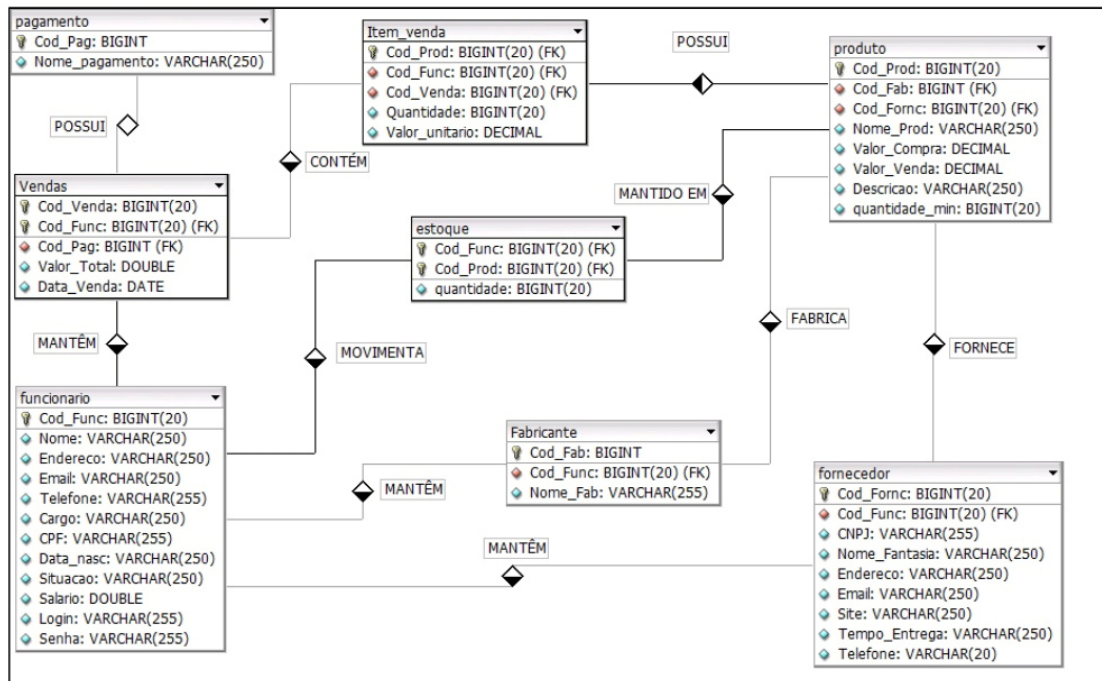 pagamento
Cod_Pag: BIGINT
Nome_pagamento: VARCHAR(250)
POSSUI
Vendas
Cod_Venda: BIGINT(20)
Cod_Func: BIGINT(20) (FK)
Cod_Pag: BIGINT (FK)
Valor_Total: DOUBLE
Data_Venda: DATE
MANTÊM
funcionario
Cod_Func: BIGINT(20)
Nome: VARCHAR(250)
Endereco: VARCHAR(250)
Email: VARCHAR(250)
Telefone: VARCHAR(255)
Cargo: VARCHAR(250)
CPF: VARCHAR(255)
Data_nasc: VARCHAR(250)
Situacao: VARCHAR(250)
Salario: DOUBLE
Login: VARCHAR(255)
Senha: VARCHAR(255)
Item_venda
Cod_Prod: BIGINT(20) (FK)
Cod_Func: BIGINT(20) (FK)
Cod_Venda: BIGINT(20) (FK)
Quantidade: BIGINT(20)
Valor_unitario: DECIMAL
CONTÉM
estoque
Cod_Func: BIGINT(20) (FK)
Cod_Prod: BIGINT(20) (FK)
quantidade: BIGINT(20)
MOVIMENTA
MANTIDO EM
POSSUI
produto
Cod_Prod: BIGINT(20)
Cod_Fab: BIGINT (FK)
Cod_Fornc: BIGINT(20) (FK)
Nome_Prod: VARCHAR(250)
Valor_Compra: DECIMAL
Valor_Venda: DECIMAL
Descricao: VARCHAR(250)
quantidade_min: BIGINT(20)
FABRICA
FORNECE
Fabricante
Cod_Fab: BIGINT
Cod_Func: BIGINT(20) (FK)
Nome_Fab: VARCHAR(255)
MANTÊM
MANTÊM
fornecedor
Cod_Fornc: BIGINT(20)
Cod_Func: BIGINT(20) (FK)
CNPJ: VARCHAR(255)
Nome_Fantasia: VARCHAR(250)
Endereco: VARCHAR(250)
Email: VARCHAR(250)
Site: VARCHAR(250)
Tempo_Entrega: VARCHAR(250)
Telefone: VARCHAR(20)